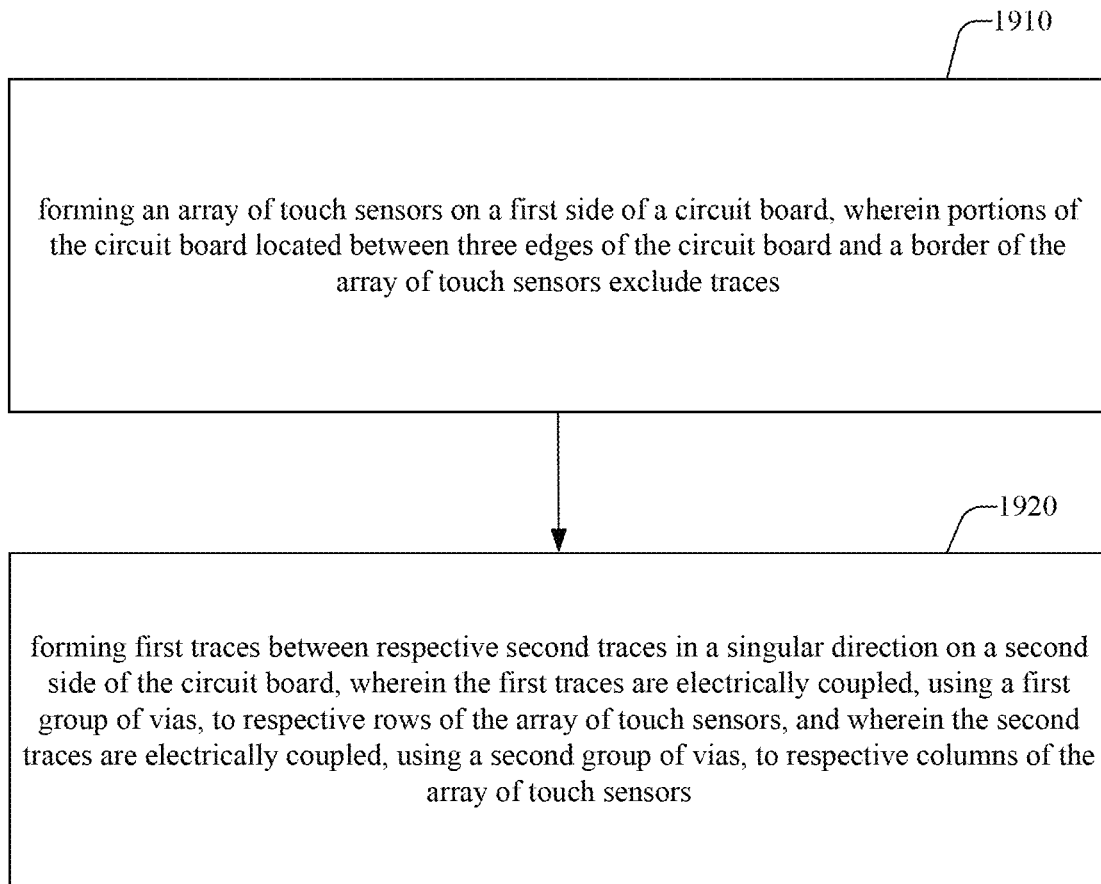 1910
forming an array of touch sensors on a first side of a circuit board, wherein portions of
the circuit board located between three edges of the circuit board and a border of the
array of touch sensors exclude traces
1920
forming first traces between respective second traces in a singular direction on a second
side of the circuit board, wherein the first traces are electrically coupled, using a first
group of vias, to respective rows of the array of touch sensors, and wherein the second
traces are electrically coupled, using a second group of vias, to respective columns of the
array of touch sensors